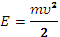 E = mv²/2